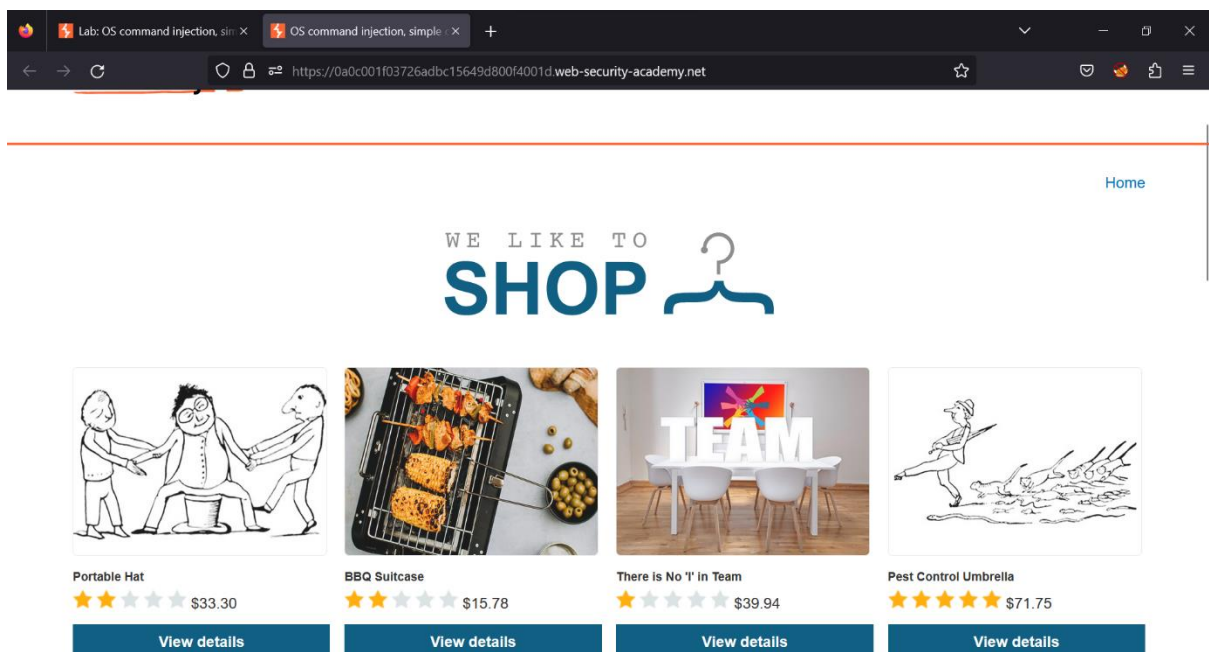 Lab: OS command injection, sim
OS command injection, simple
https://0a0c001f03726adbc15649d800f4001d.web-security-academy.net
Home
WE LIKE TO
SHOP
TEAM
Portable Hat
BBQ Suitcase
There is No 'I' in Team
Pest Control Umbrella
$33.30
$15.78
$39.94
$71.75
View details
View details
View details
View details